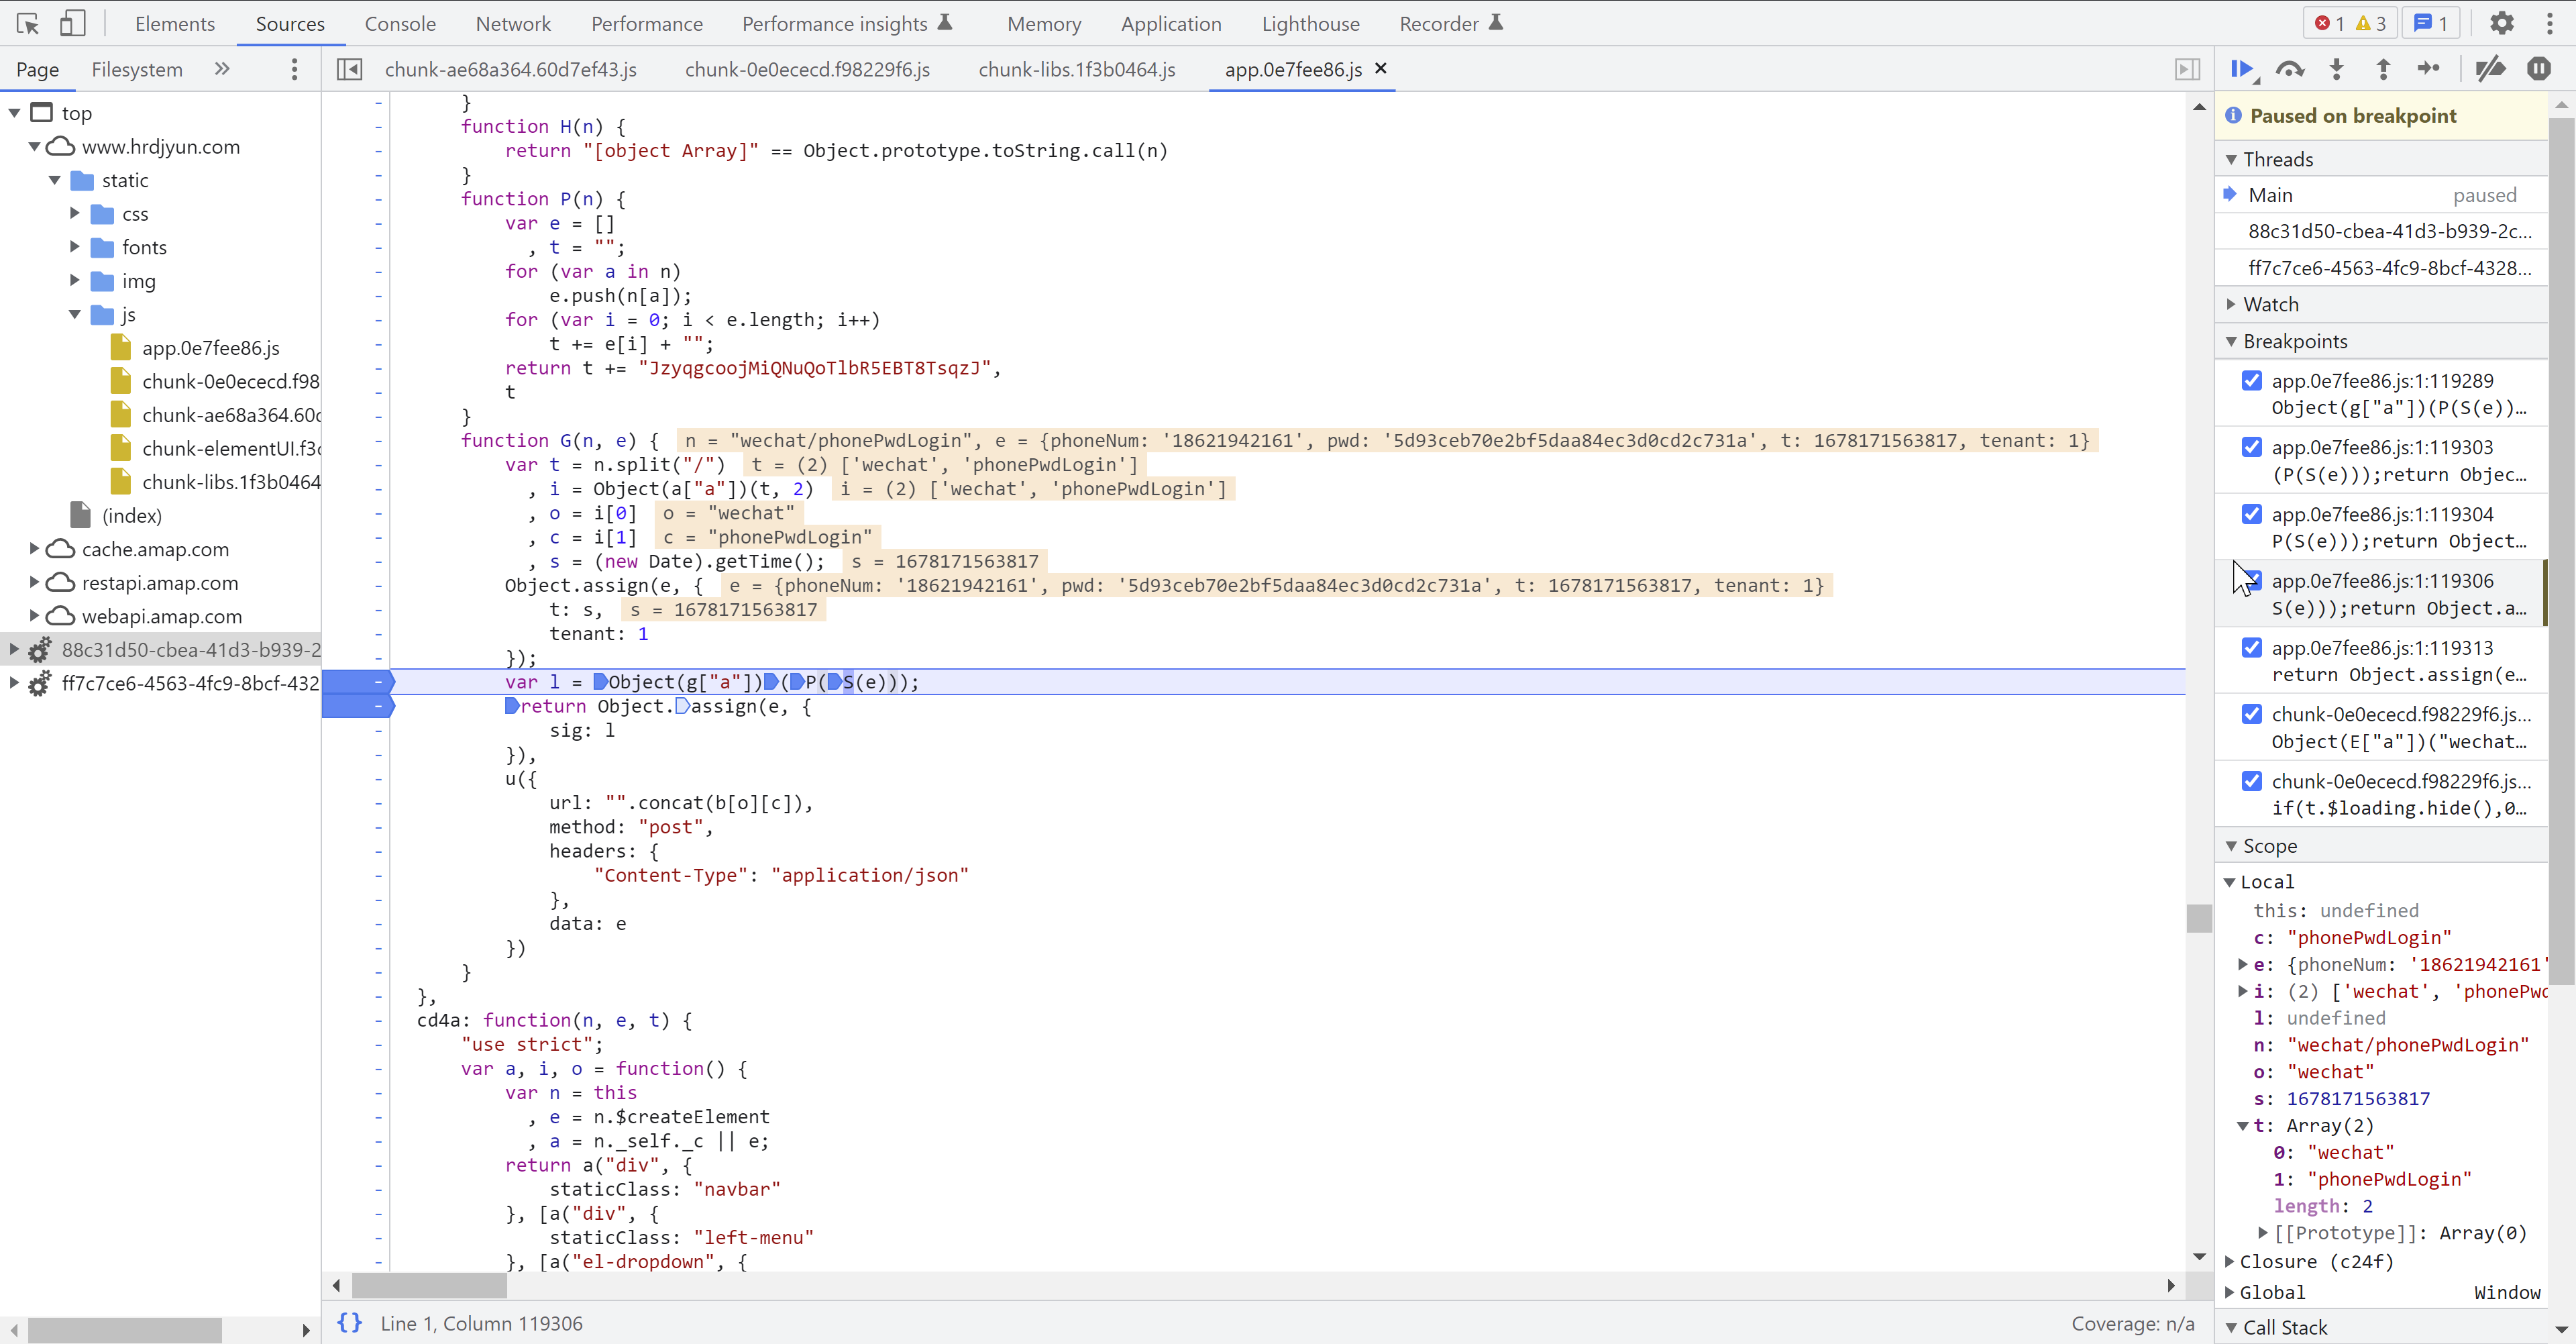 Elements Sources Console Network Performance Performance insights Memory Application Lighthouse Recorder 1 3 1
Page Filesystem
chunk-ae68a364.60d7ef43.js chunk-0e0ececd.f98229f6.js chunk-libs.1f3b0464.js app.0e7fee86.js ×
top
www.hrdjyun.com
static
css
fonts
img
js
app.0e7fee86.js
chunk-0e0ececd.f98
chunk-ae68a364.60d
chunk-elementUI.f3c
chunk-libs.1f3b0464
(index)
cache.amap.com
restapi.amap.com
webapi.amap.com
88c31d50-cbea-41d3-b939-2
ff7c7ce6-4563-4fc9-8bcf-432
}
function H(n) {
return "[object Array]" == Object.prototype.toString.call(n)
}
function P(n) {
var e = []
, t = "";
for (var a in n)
e.push(n[a]);
for (var i = 0; i < e.length; i++)
t += e[i] + "";
return t += "JzyqgcoojMiQNuQoTlbR5EBT8TsqzJ",
t
}
function G(n, e) { n = "wechat/phonePwdLogin", e = {phoneNum: '18621942161', pwd: '5d93ceb70e2bf5daa84ec3d0cd2c731a', t: 1678171563817, tenant: 1}
var t = n.split("/") t = (2) ['wechat', 'phonePwdLogin']
, i = Object(a["a"])(t, 2) i = (2) ['wechat', 'phonePwdLogin']
, o = i[0] o = "wechat"
, c = i[1] c = "phonePwdLogin"
, s = (new Date).getTime(); s = 1678171563817
Object.assign(e, { e = {phoneNum: '18621942161', pwd: '5d93ceb70e2bf5daa84ec3d0cd2c731a', t: 1678171563817, tenant: 1}
t: s, s = 1678171563817
tenant: 1
});
var l = Object(g["a"])(P(S(e)));
return Object.assign(e, {
sig: l
}),
u({
url: "".concat(b[o][c]),
method: "post",
headers: {
"Content-Type": "application/json"
},
data: e
})
}
},
cd4a: function(n, e, t) {
"use strict";
var a, i, o = function() {
var n = this
, e = n.$createElement
, a = n._self._c || e;
return a("div", {
staticClass: "navbar"
}, [a("div", {
staticClass: "left-menu"
}, [a("el-dropdown", {
{} Line 1, Column 119306 Coverage: n/a
Paused on breakpoint
Threads
Main paused
88c31d50-cbea-41d3-b939-2c...
ff7c7ce6-4563-4fc9-8bcf-4328...
Watch
Breakpoints
app.0e7fee86.js:1:119289
Object(g["a"])(P(S(e))...
app.0e7fee86.js:1:119303
(P(S(e)));return Objec...
app.0e7fee86.js:1:119304
P(S(e)));return Object...
app.0e7fee86.js:1:119306
S(e)));return Object.a...
app.0e7fee86.js:1:119313
return Object.assign(e...
chunk-0e0ececd.f98229f6.js...
Object(E["a"])("wechat...
chunk-0e0ececd.f98229f6.js...
if(t.$loading.hide(),0...
Scope
Local
this: undefined
c: "phonePwdLogin"
e: {phoneNum: '18621942161'
i: (2) ['wechat', 'phonePwd
l: undefined
n: "wechat/phonePwdLogin"
o: "wechat"
s: 1678171563817
t: Array(2)
0: "wechat"
1: "phonePwdLogin"
length: 2
[[Prototype]]: Array(0)
Closure (c24f)
Global Window
Call Stack